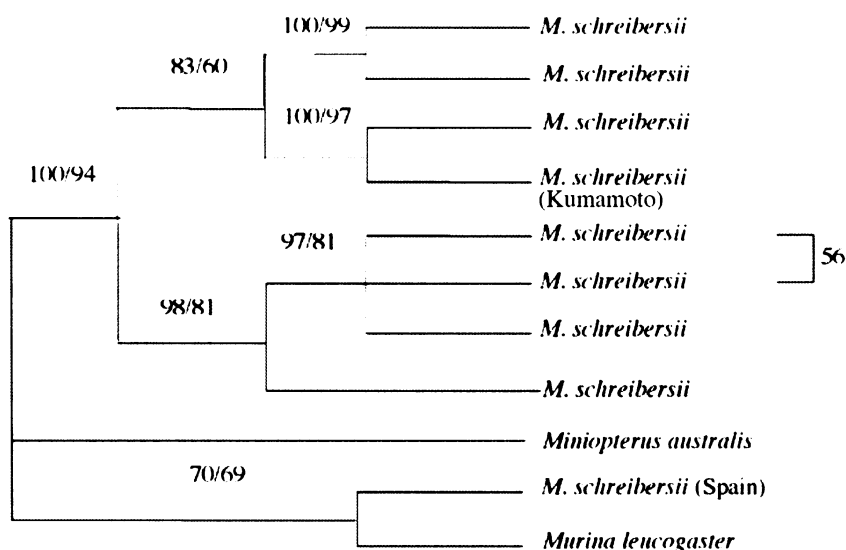 100/99
M. schreibersii
83/60
M. schreibersii
100/97
M. schreibersii
100/94
M. schreibersii
(Kumamoto)
97/81
M. schreibersii
56
M. schreibersii
98/81
M. schreibersii
M. schreibersii
Miniopterus australis
70/69
M. schreibersii (Spain)
Murina leucogaster